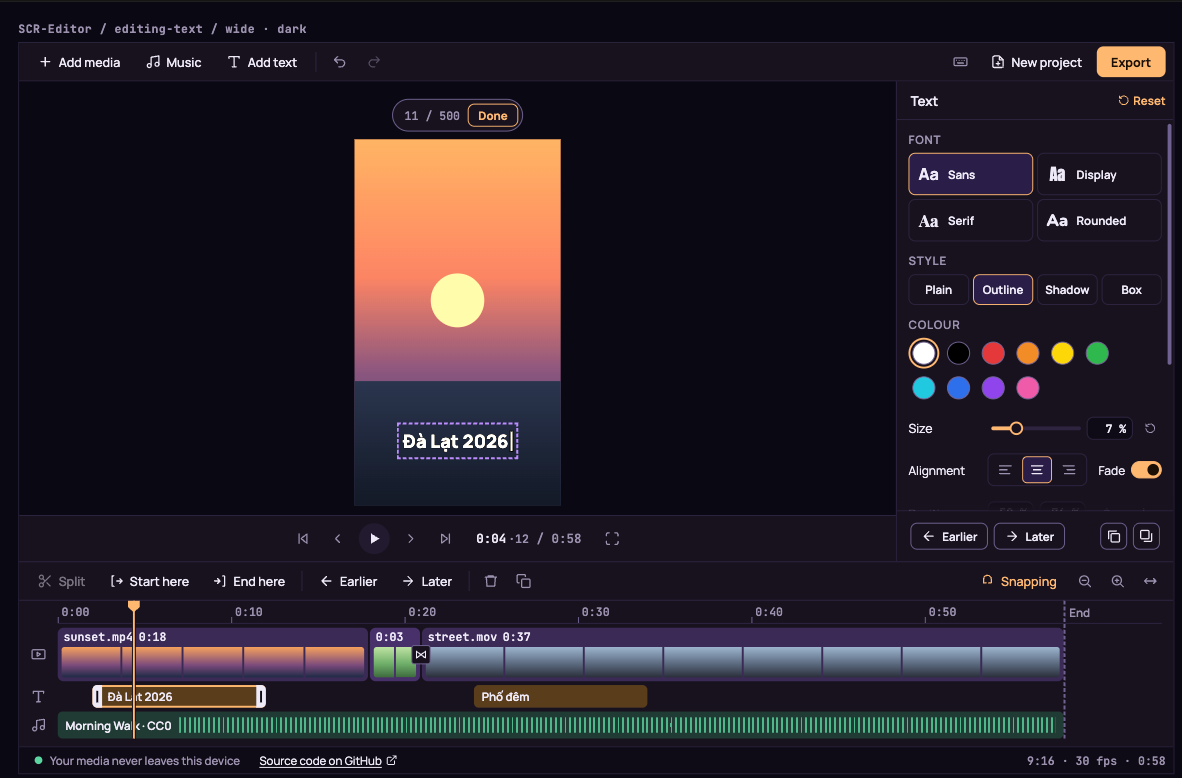 SCR-Editor / editing-text / wide · dark
Add media Music Add text New project Export
11 / 500 Done
Đà Lạt 2026
Text Reset
FONT
Aa Sans Aa Display
Aa Serif Aa Rounded
STYLE
Plain Outline Shadow Box
COLOUR
Size 7 %
Alignment Fade
Earlier Later
0:04·12 / 0:58
Split Start here End here Earlier Later Snapping
0:00 0:10 0:20 0:30 0:40 0:50 End
sunset.mp4 0:18 0:03 street.mov 0:37
Đà Lạt 2026 Phố đêm
Morning Walk · CC0
Your media never leaves this device Source code on GitHub 9:16 · 30 fps · 0:58